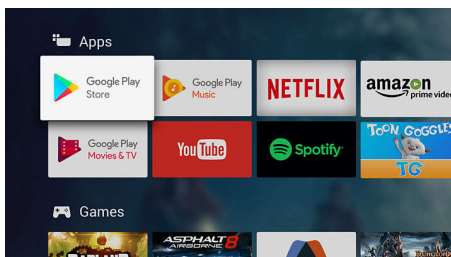 Apps
Google Play
Store
Google Play
Music
NETFLIX
amazon
prime video
Google Play
Movies & TV
YouTube
Spotify
TOON GOGGLES
TG
Games
BADLAND
ASPHALT 8
AIRBORNE